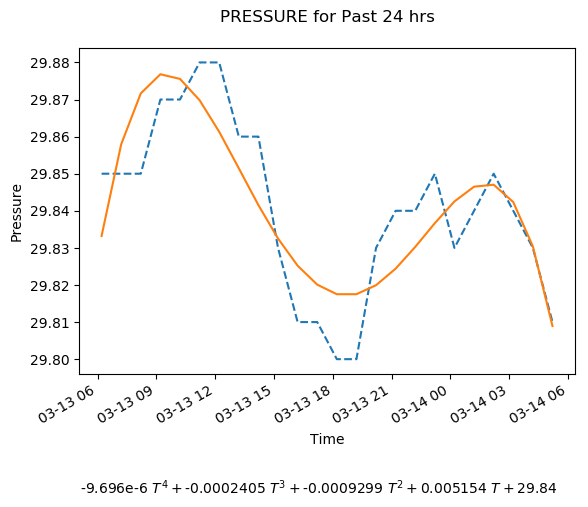 PRESSURE for Past 24 hrs
29.88
29.87
29.86
29.85
29.84
29.83
29.82
29.81
29.80
Pressure
03-13 06 03-13 09 03-13 12 03-13 15 03-13 18 03-13 21 03-14 00 03-14 03 03-14 06
Time
-9.696e-6 T⁴ + -0.0002405 T³ + -0.0009299 T² + 0.005154 T + 29.84